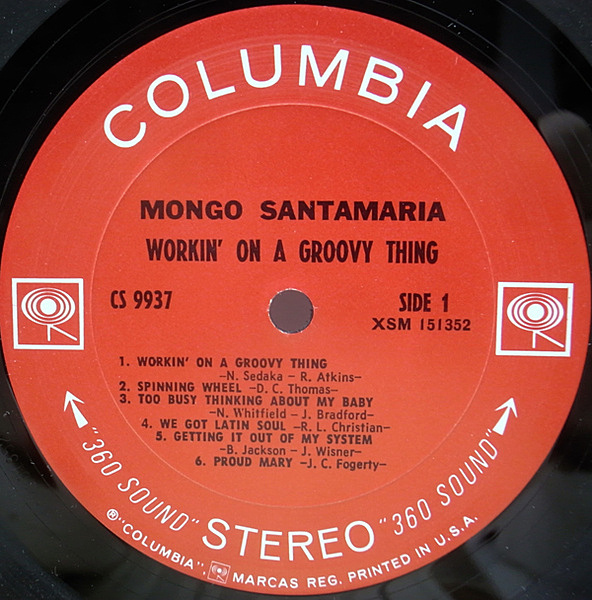 COLUMBIA
MONGO SANTAMARIA
WORKIN' ON A GROOVY THING
CS 9937
SIDE 1
XSM 151352
1. WORKIN' ON A GROOVY THING
-N. Sedaka - R. Atkins-
2. SPINNING WHEEL -D. C. Thomas-
3. TOO BUSY THINKING ABOUT MY BABY
-N. Whitfield - J. Bradford-
4. WE GOT LATIN SOUL -R. L. Christian-
5. GETTING IT OUT OF MY SYSTEM
-B. Jackson - J. Wisner-
6. PROUD MARY -J. C. Fogerty-
"360 SOUND" STEREO "360 SOUND"
®"COLUMBIA", MARCAS REG. PRINTED IN U.S.A.